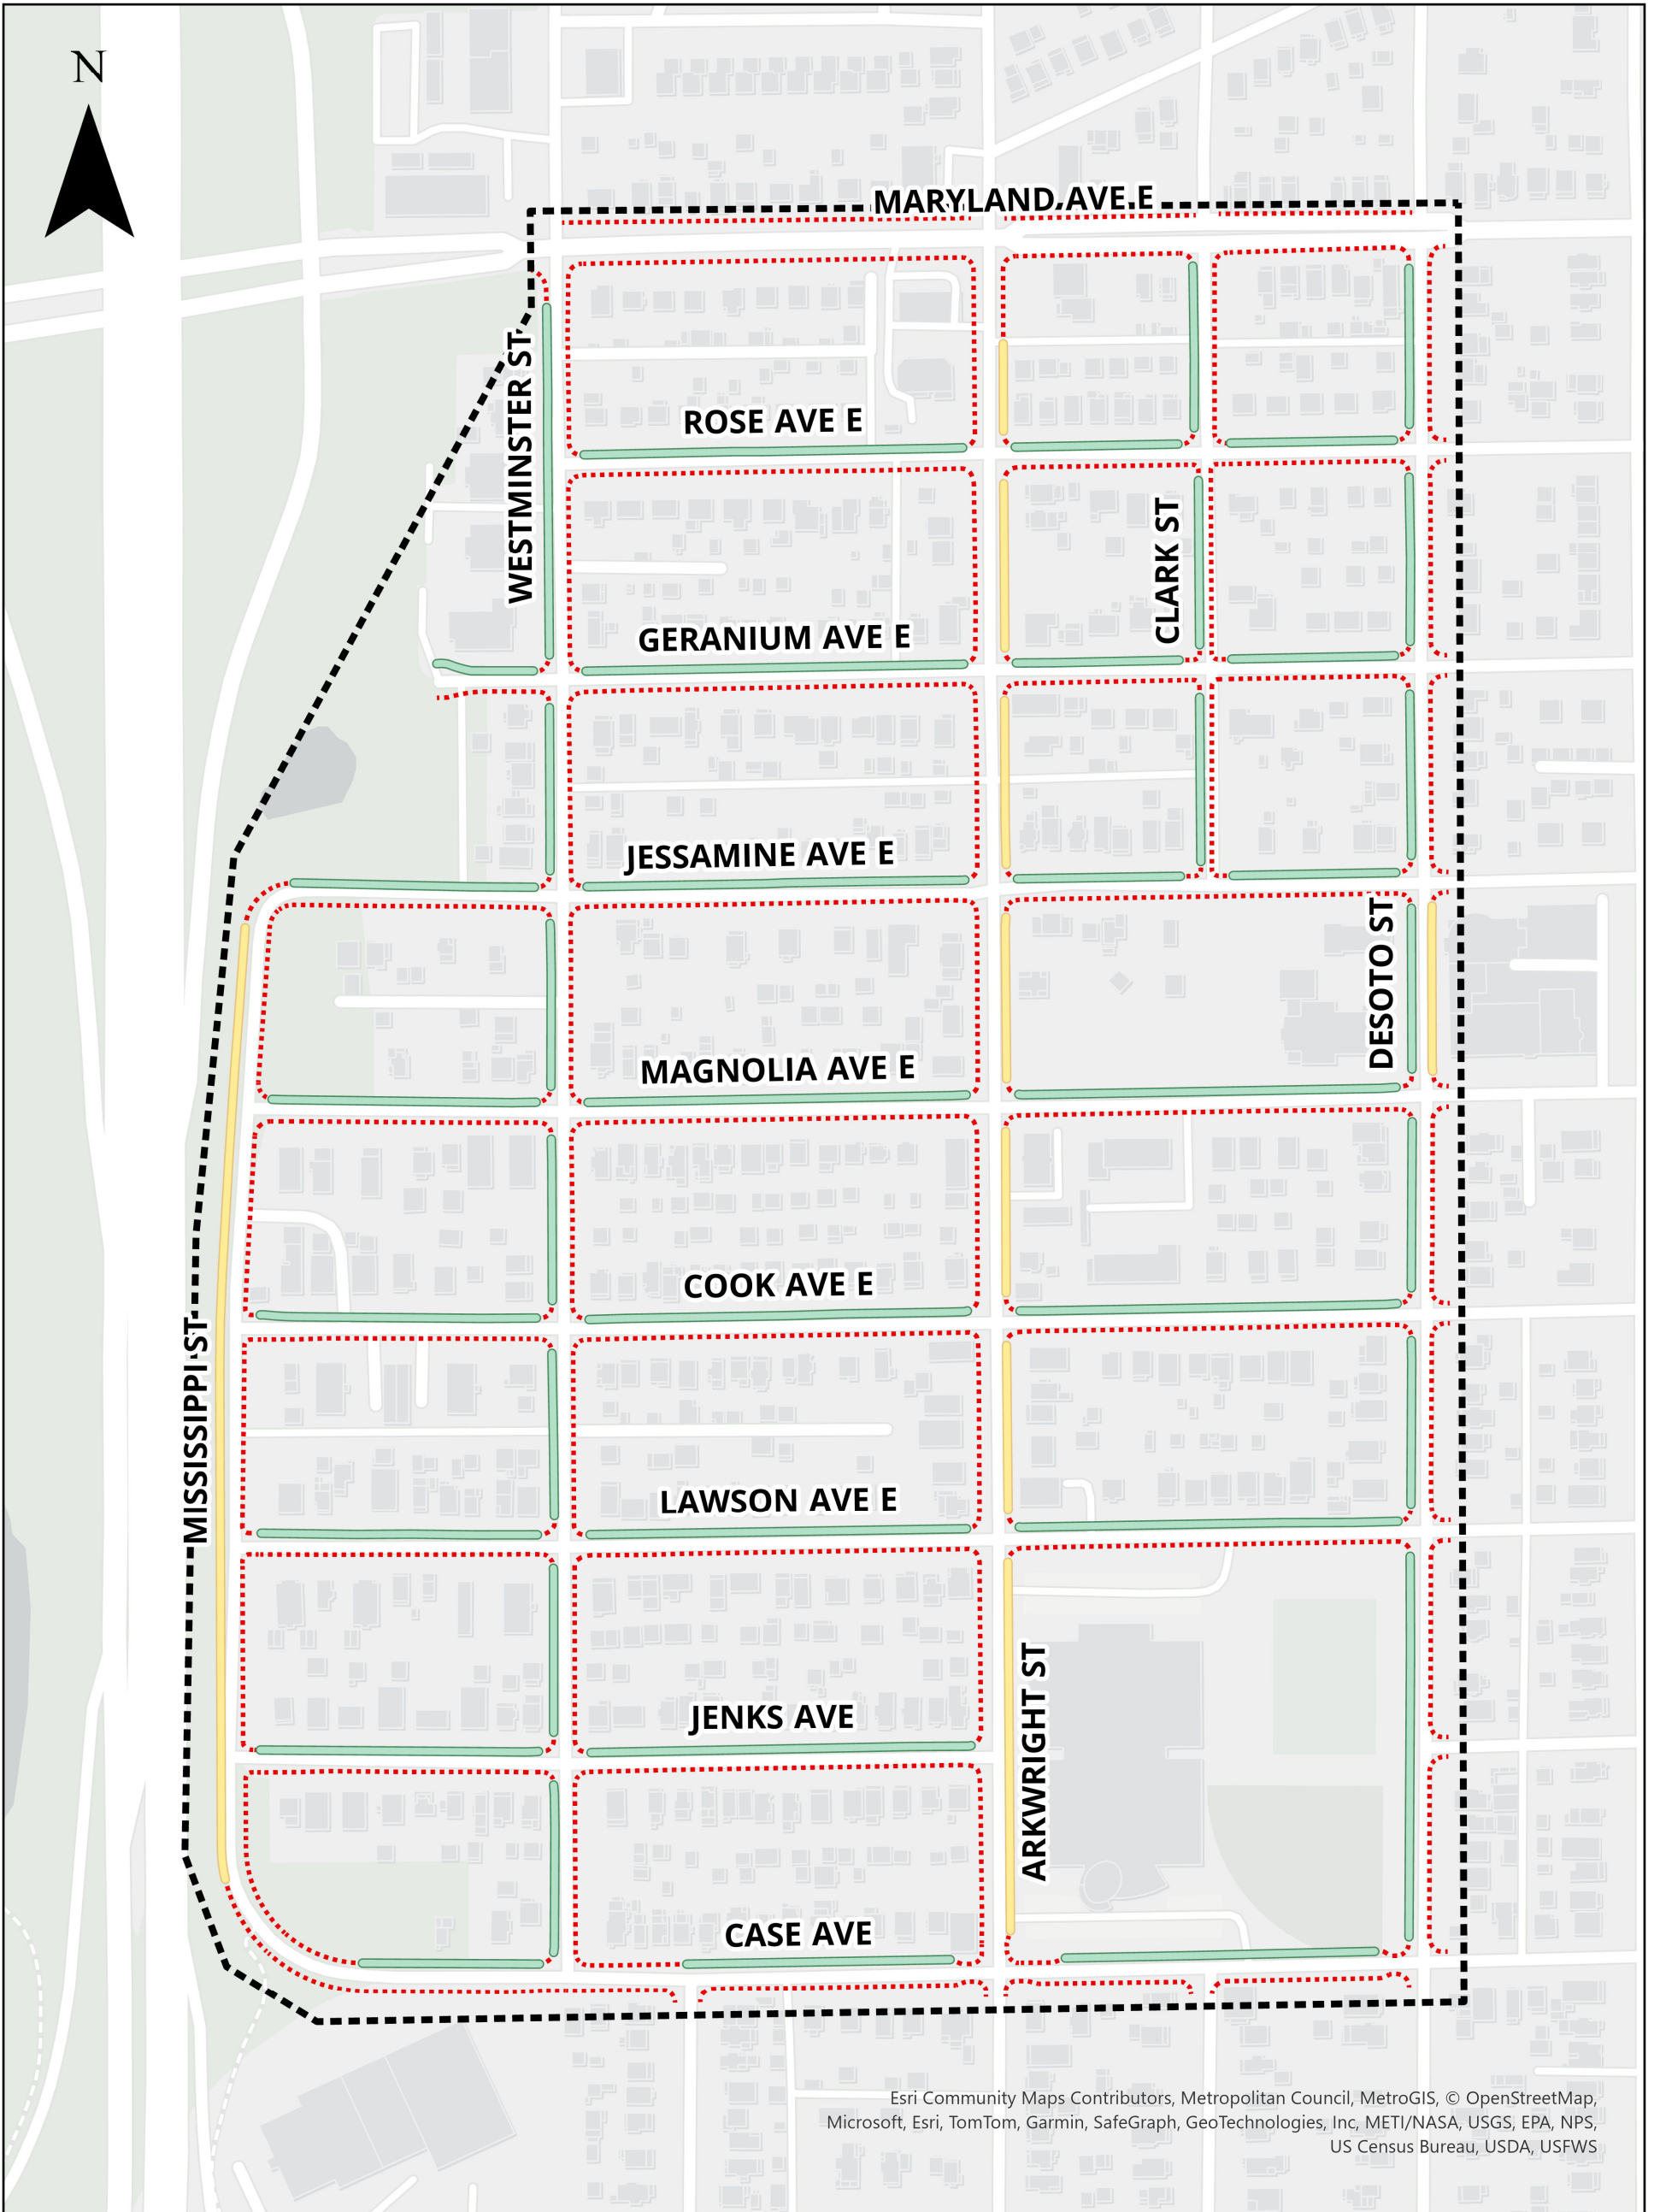 N
MARYLAND AVE E
WESTMINSTER ST
ROSE AVE E
CLARK ST
GERANIUM AVE E
JESSAMINE AVE E
DESOTO ST
MAGNOLIA AVE E
COOK AVE E
MISSISSIPPI ST
LAWSON AVE E
ARKWRIGHT ST
JENKS AVE
CASE AVE
Esri Community Maps Contributors, Metropolitan Council, MetroGIS, © OpenStreetMap,
Microsoft, Esri, TomTom, Garmin, SafeGraph, GeoTechnologies, Inc, METI/NASA, USGS, EPA, NPS,
US Census Bureau, USDA, USFWS